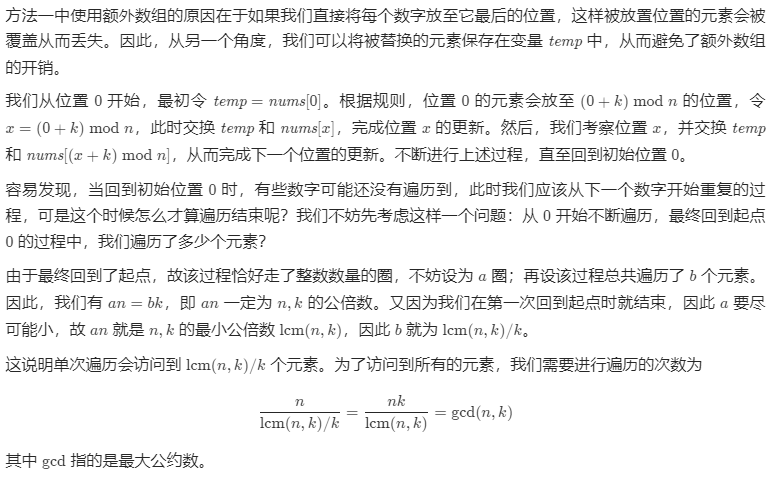 方法一中使用额外数组的原因在于如果我们直接将每个数字放至它最后的位置，这样被放置位置的元素会被
覆盖从而丢失。因此，从另一个角度，我们可以将被替换的元素保存在变量 temp 中，从而避免了额外数组
的开销。
我们从位置 0 开始，最初令 temp = nums[0]。根据规则，位置 0 的元素会放至 (0 + k) mod n 的位置，令
x = (0 + k) mod n，此时交换 temp 和 nums[x]，完成位置 x 的更新。然后，我们考察位置 x，并交换 temp
和 nums[(x + k) mod n]，从而完成下一个位置的更新。不断进行上述过程，直至回到初始位置 0。
容易发现，当回到初始位置 0 时，有些数字可能还没有遍历到，此时我们应该从下一个数字开始重复的过
程，可是这个时候怎么才算遍历结束呢？我们不妨先考虑这样一个问题：从 0 开始不断遍历，最终回到起点
0 的过程中，我们遍历了多少个元素？
由于最终回到了起点，故该过程恰好走了整数数量的圈，不妨设为 a 圈；再设该过程总共遍历了 b 个元素。
因此，我们有 an = bk，即 an 一定为 n, k 的公倍数。又因为我们在第一次回到起点时就结束，因此 a 要尽
可能小，故 an 就是 n, k 的最小公倍数 lcm(n, k)，因此 b 就为 lcm(n, k)/k。
这说明单次遍历会访问到 lcm(n, k)/k 个元素。为了访问到所有的元素，我们需要进行遍历的次数为
n / (lcm(n, k)/k) = nk / lcm(n, k) = gcd(n, k)
其中 gcd 指的是最大公约数。